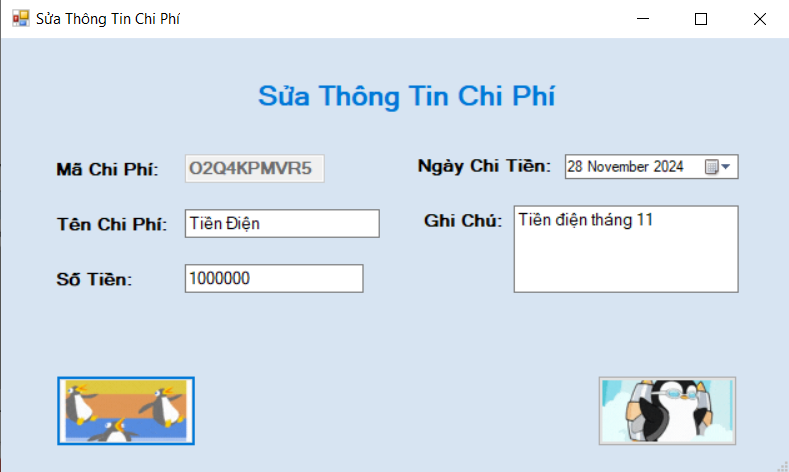 Sửa Thông Tin Chi Phí
Sửa Thông Tin Chi Phí
Mã Chi Phí: O2Q4KPMVR5
Ngày Chi Tiền: 28 November 2024
Tên Chi Phí: Tiền Điện
Ghi Chú: Tiền điện tháng 11
Số Tiền: 1000000